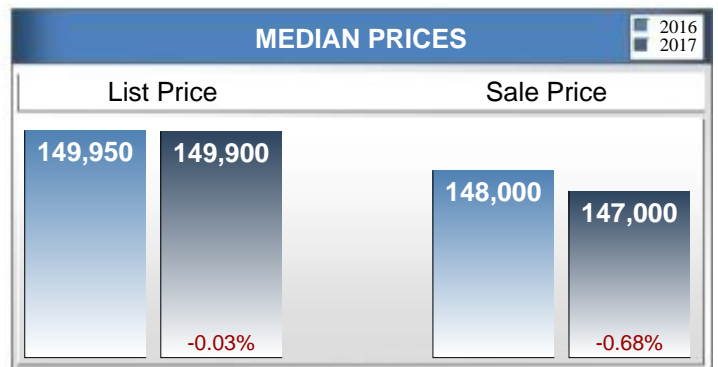 MEDIAN PRICES
2016
2017
List Price
Sale Price
149,950
149,900
148,000
147,000
-0.03%
-0.68%